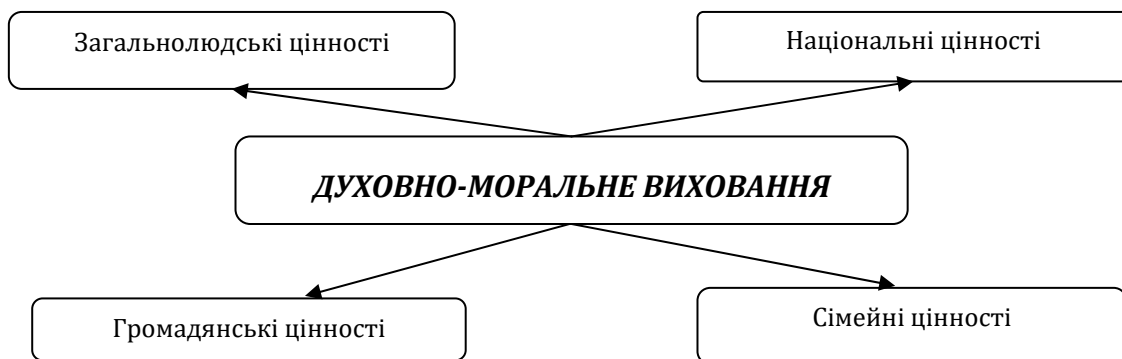 Загальнолюдські цінності
Національні цінності
ДУХОВНО-МОРАЛЬНЕ ВИХОВАННЯ
Громадянські цінності
Сімейні цінності